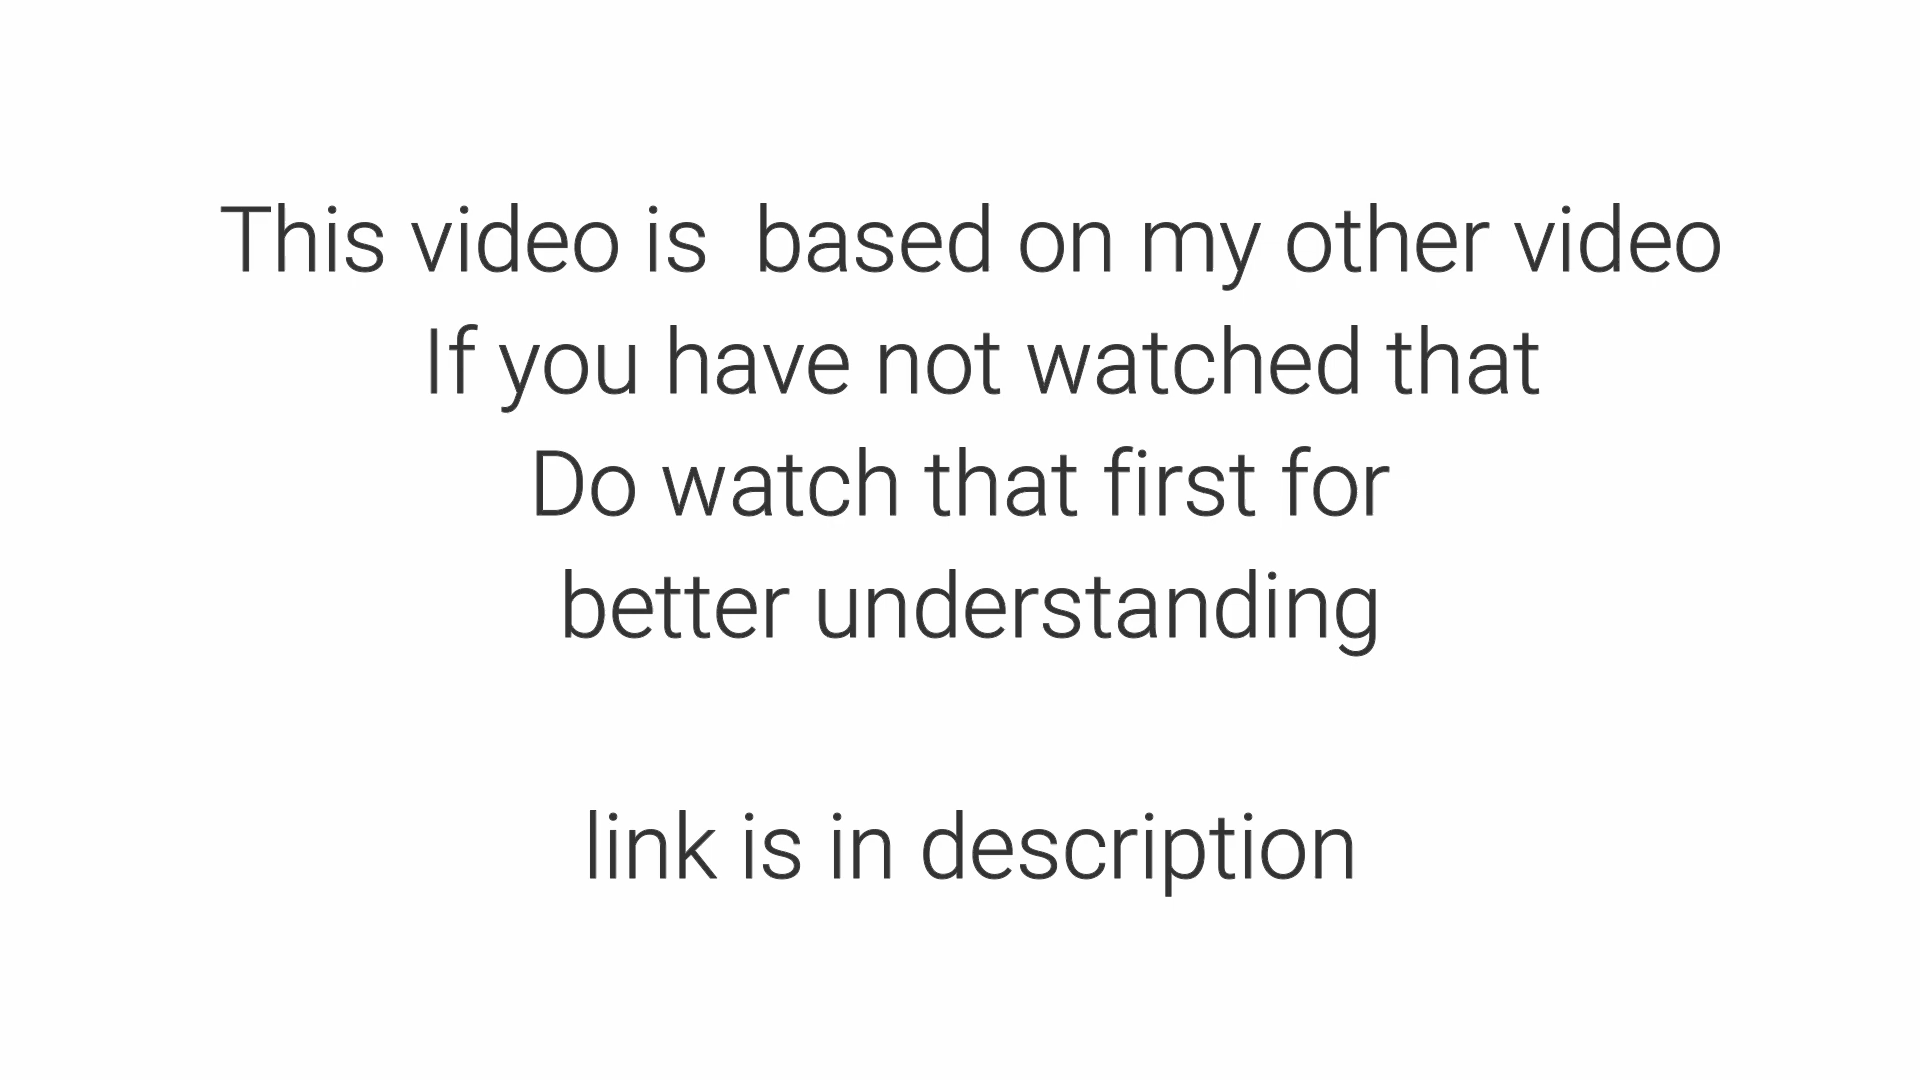 This video is  based on my other video
If you have not watched that
Do watch that first for
better understanding
link is in description